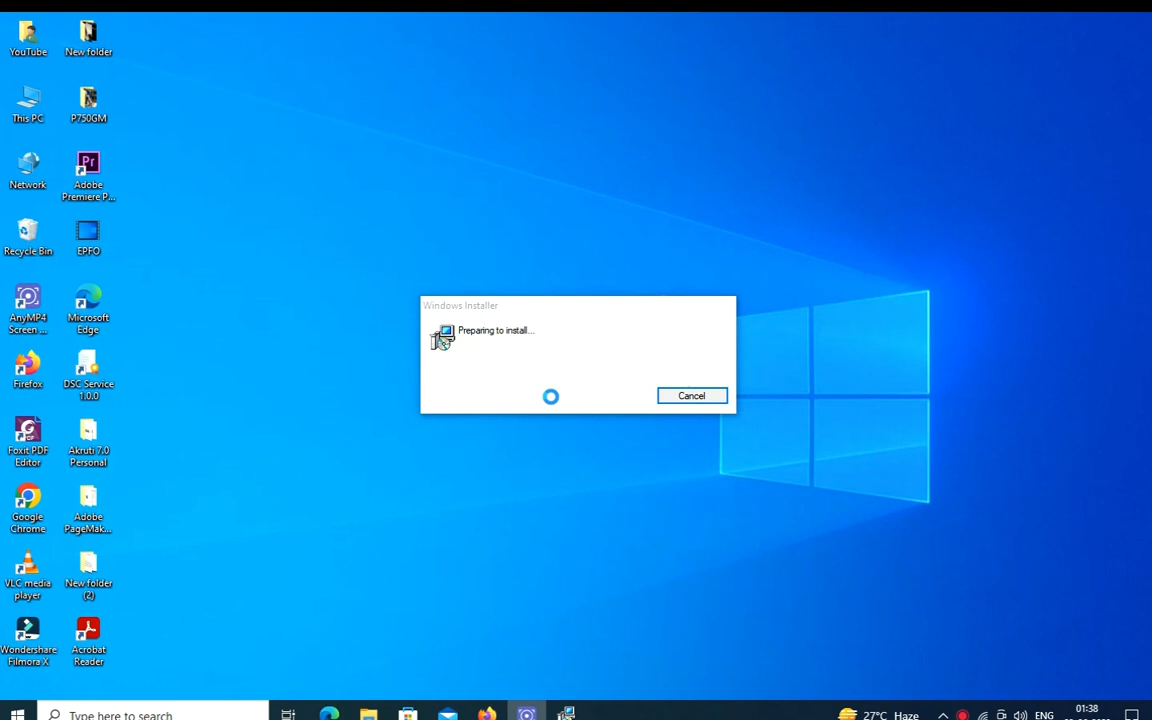 YouTube
New folder
This PC
P750GM
Network
Pr
Adobe
Premiere P...
Recycle Bin
EPFO
AnyMP4
Screen ...
Microsoft
Edge
Firefox
DSC Service
1.0.0
Foxit PDF
Editor
Akruti 7.0
Personal
Google
Chrome
Adobe
PageMak...
VLC media
player
New folder
(2)
Wondershare
Filmora X
Acrobat
Reader
Windows Installer
Preparing to install...
Cancel
Type here to search
27°C Haze
ENG
01:38